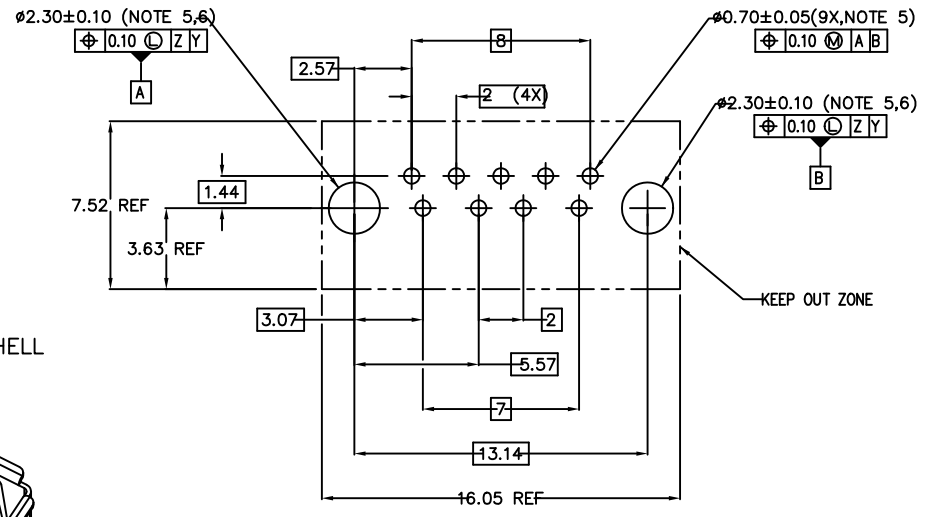 ø2.30±0.10 (NOTE 5,6)
⌖ 0.10 Ⓛ Z Y
A
8
ø0.70±0.05(9X,NOTE 5)
⌖ 0.10 Ⓜ A B
2.57
2 (4X)
ø2.30±0.10 (NOTE 5,6)
⌖ 0.10 Ⓛ Z Y
B
1.44
7.52 REF
3.63 REF
KEEP OUT ZONE
3.07
2
HELL
5.57
7
13.14
16.05 REF